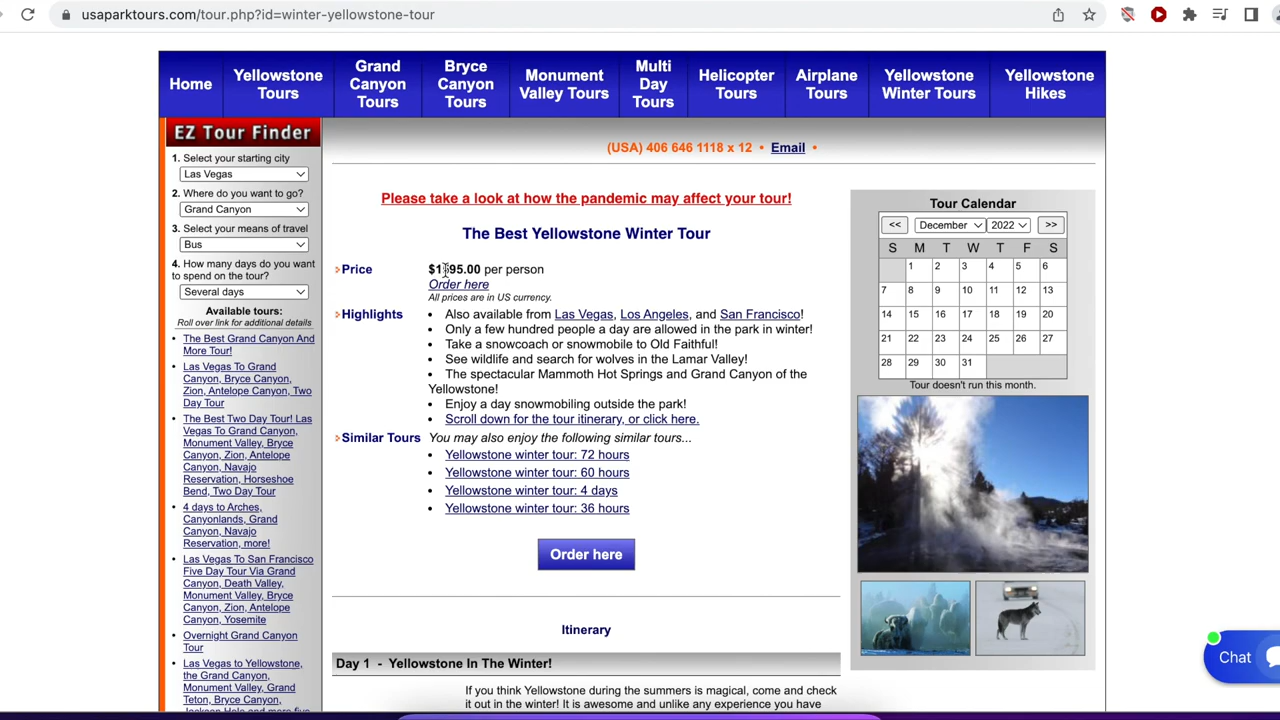 usaparktours.com/tour.php?id=winter-yellowstone-tour
Home
Yellowstone
Tours
Grand
Canyon
Tours
Bryce
Canyon
Tours
Monument
Valley Tours
Multi
Day
Tours
Helicopter
Tours
Airplane
Tours
Yellowstone
Winter Tours
Yellowstone
Hikes
EZ Tour Finder
1. Select your starting city
Las Vegas
2. Where do you want to go?
Grand Canyon
3. Select your means of travel
Bus
4. How many days do you want
to spend on the tour?
Several days
Available tours:
Roll over link for additional details
• The Best Grand Canyon And
More Tour!
• Las Vegas To Grand
Canyon, Bryce Canyon,
Zion, Antelope Canyon, Two
Day Tour
• The Best Two Day Tour! Las
Vegas To Grand Canyon,
Monument Valley, Bryce
Canyon, Zion, Antelope
Canyon, Navajo
Reservation, Horseshoe
Bend, Two Day Tour
• 4 days to Arches,
Canyonlands, Grand
Canyon, Navajo
Reservation, more!
• Las Vegas To San Francisco
Five Day Tour Via Grand
Canyon, Death Valley,
Monument Valley, Bryce
Canyon, Zion, Antelope
Canyon, Yosemite
• Overnight Grand Canyon
Tour
• Las Vegas to Yellowstone,
the Grand Canyon,
Monument Valley, Grand
Teton, Bryce Canyon,
(USA) 406 646 1118 x 12 • Email •
Please take a look at how the pandemic may affect your tour!
The Best Yellowstone Winter Tour
Price
per person
Order here
All prices are in US currency.
Highlights
• Also available from Las Vegas, Los Angeles, and San Francisco!
• Only a few hundred people a day are allowed in the park in winter!
• Take a snowcoach or snowmobile to Old Faithful!
• See wildlife and search for wolves in the Lamar Valley!
• The spectacular Mammoth Hot Springs and Grand Canyon of the
Yellowstone!
• Enjoy a day snowmobiling outside the park!
• Scroll down for the tour itinerary, or click here.
Similar Tours
You may also enjoy the following similar tours...
• Yellowstone winter tour: 72 hours
• Yellowstone winter tour: 60 hours
• Yellowstone winter tour: 4 days
• Yellowstone winter tour: 36 hours
Order here
Itinerary
Day 1 - Yellowstone In The Winter!
If you think Yellowstone during the summers is magical, come and check
it out in the winter! It is awesome and unlike any experience you have
Tour Calendar
<< December 2022 >>
S M T W T F S
1 2 3 4 5 6
7 8 9 10 11 12 13
14 15 16 17 18 19 20
21 22 23 24 25 26 27
28 29 30 31
Tour doesn't run this month.
Chat